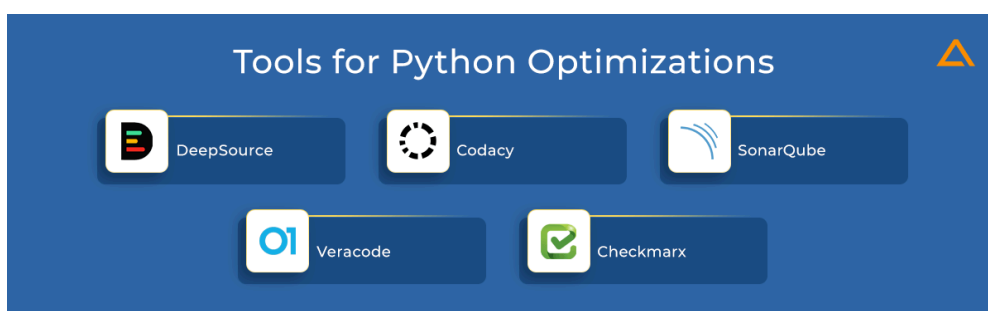 Tools for Python Optimizations
DeepSource
Codacy
SonarQube
Veracode
Checkmarx